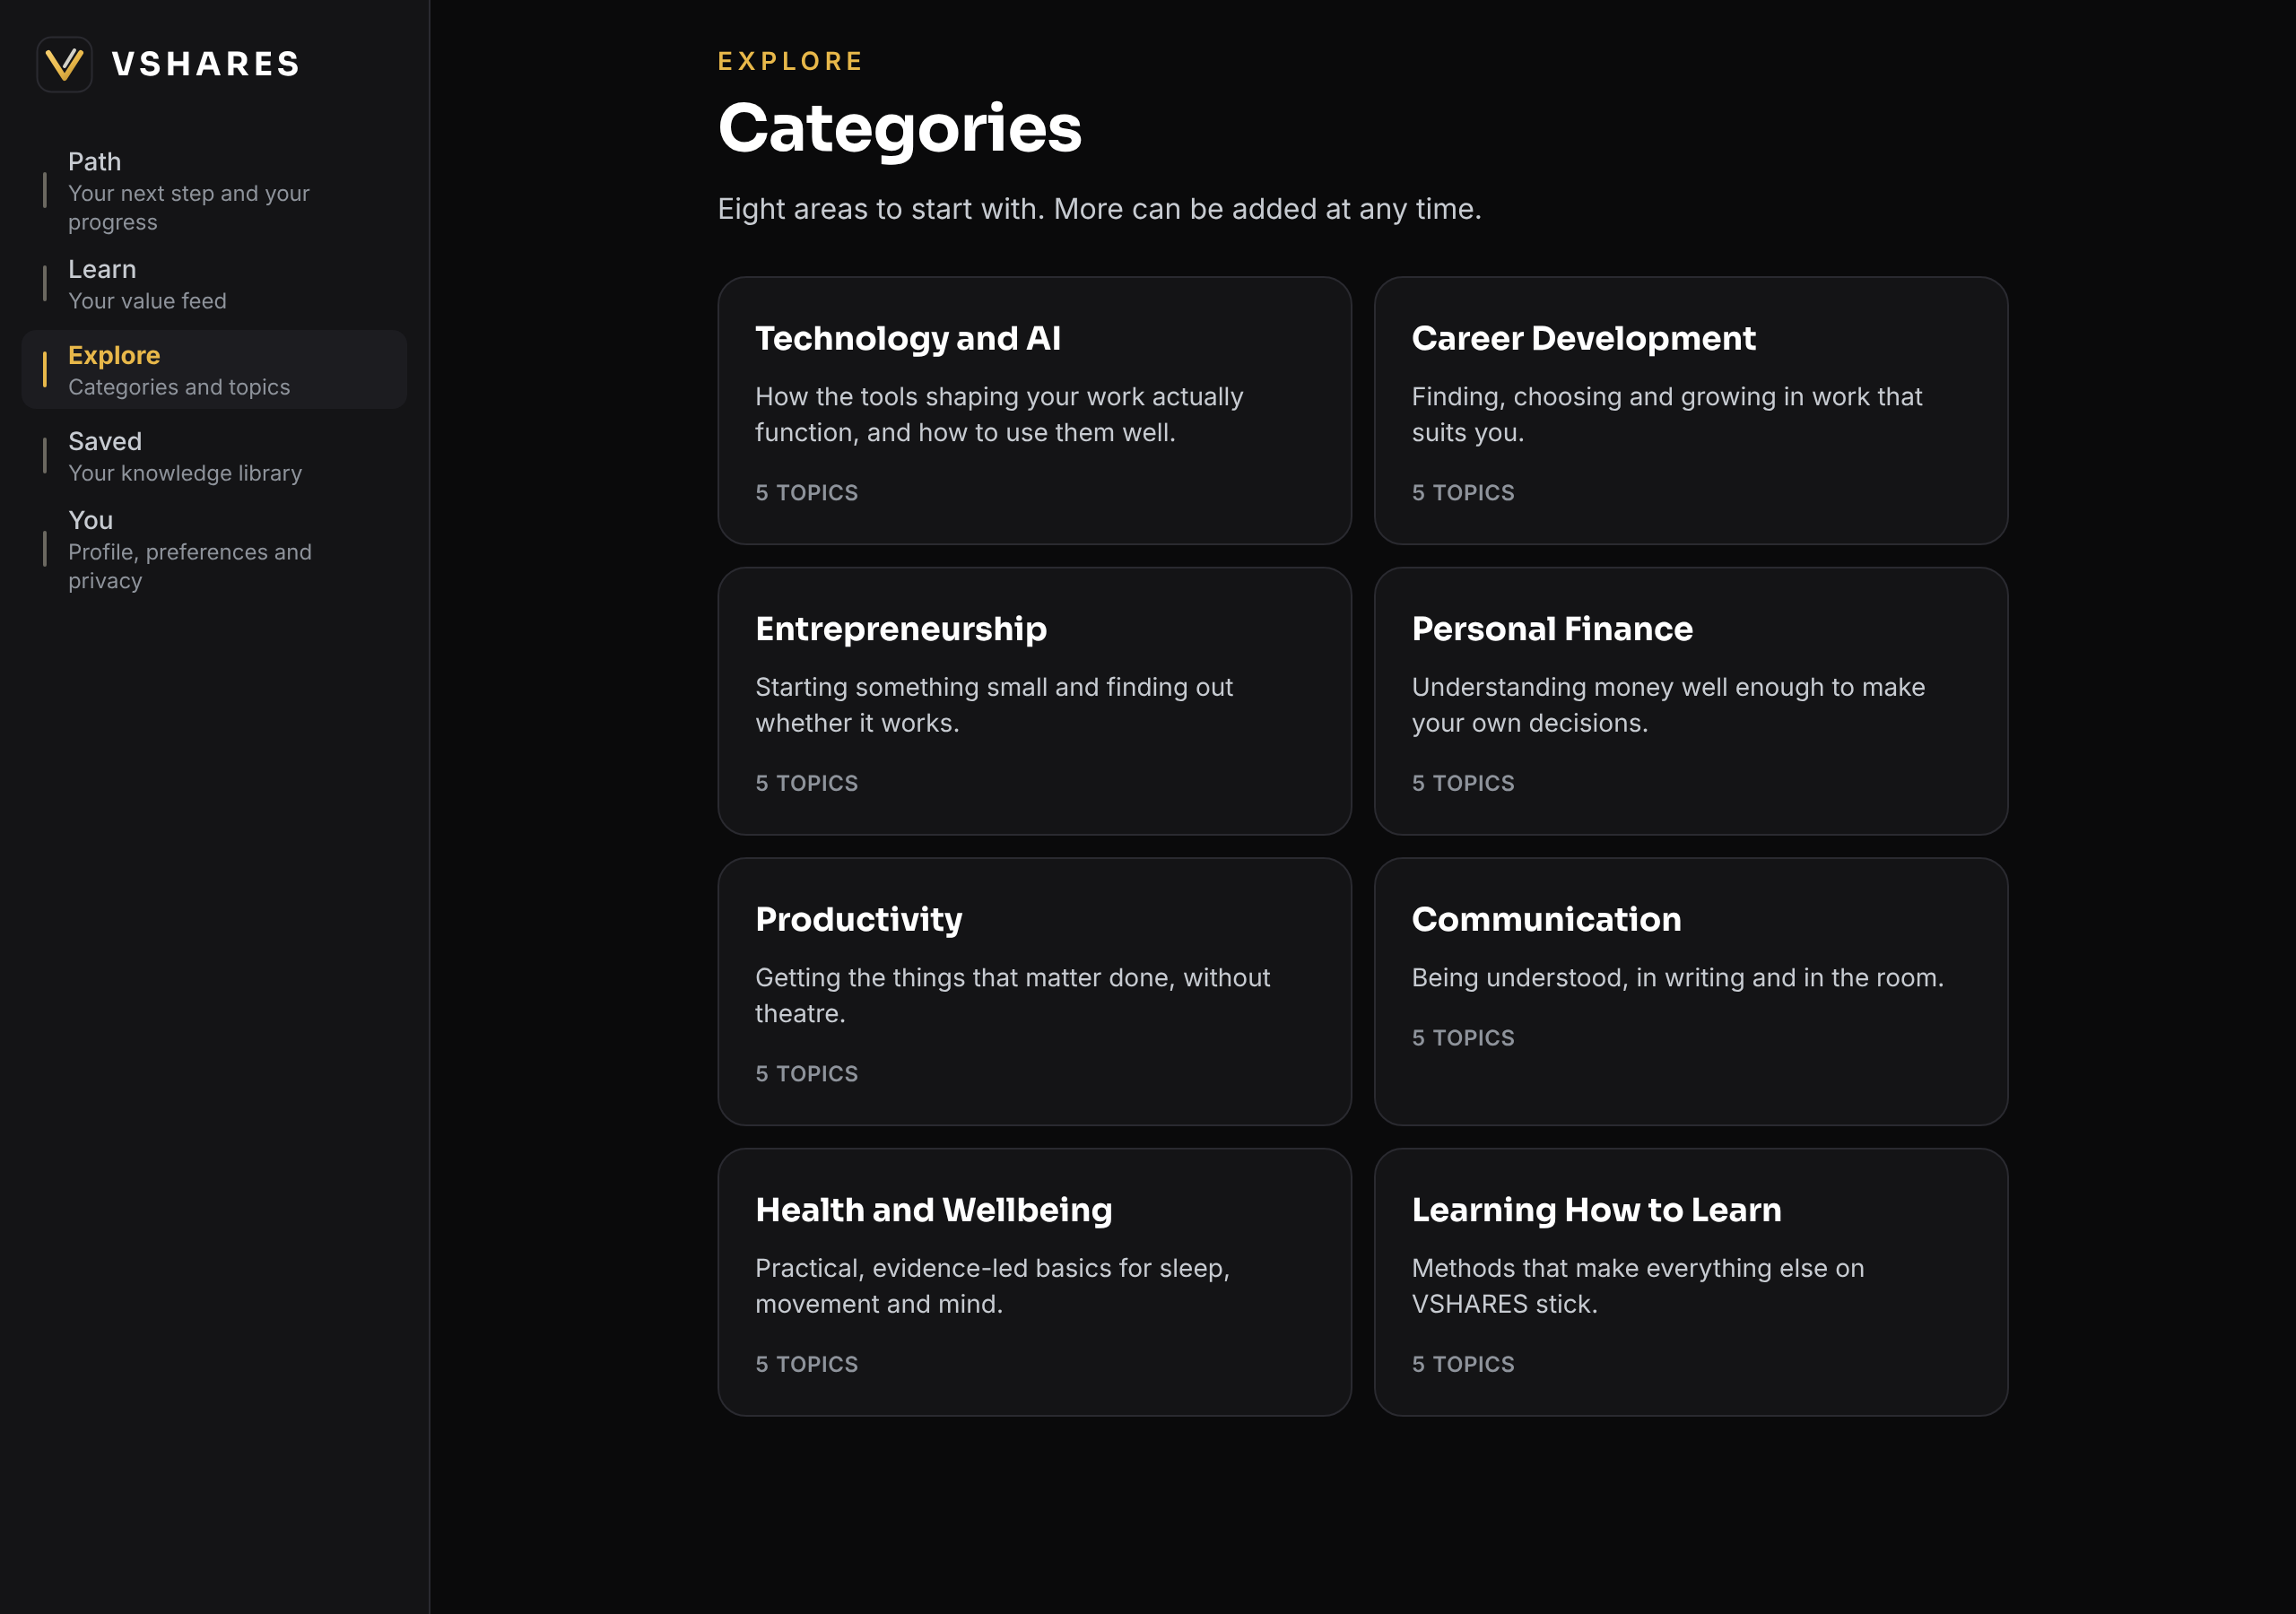 VSHARES
Path
Your next step and your
progress
Learn
Your value feed
Explore
Categories and topics
Saved
Your knowledge library
You
Profile, preferences and
privacy
EXPLORE
Categories
Eight areas to start with. More can be added at any time.
Technology and AI
How the tools shaping your work actually
function, and how to use them well.
5 TOPICS
Career Development
Finding, choosing and growing in work that
suits you.
5 TOPICS
Entrepreneurship
Starting something small and finding out
whether it works.
5 TOPICS
Personal Finance
Understanding money well enough to make
your own decisions.
5 TOPICS
Productivity
Getting the things that matter done, without
theatre.
5 TOPICS
Communication
Being understood, in writing and in the room.
5 TOPICS
Health and Wellbeing
Practical, evidence-led basics for sleep,
movement and mind.
5 TOPICS
Learning How to Learn
Methods that make everything else on
VSHARES stick.
5 TOPICS